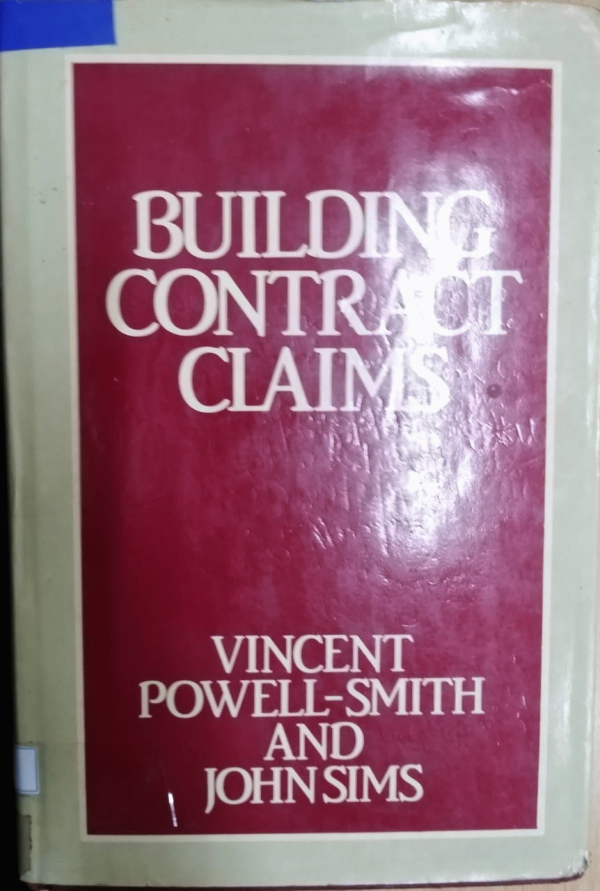 BUILDING
CONTRACT
CLAIMS
VINCENT
POWELL-SMITH
AND
JOHN SIMS